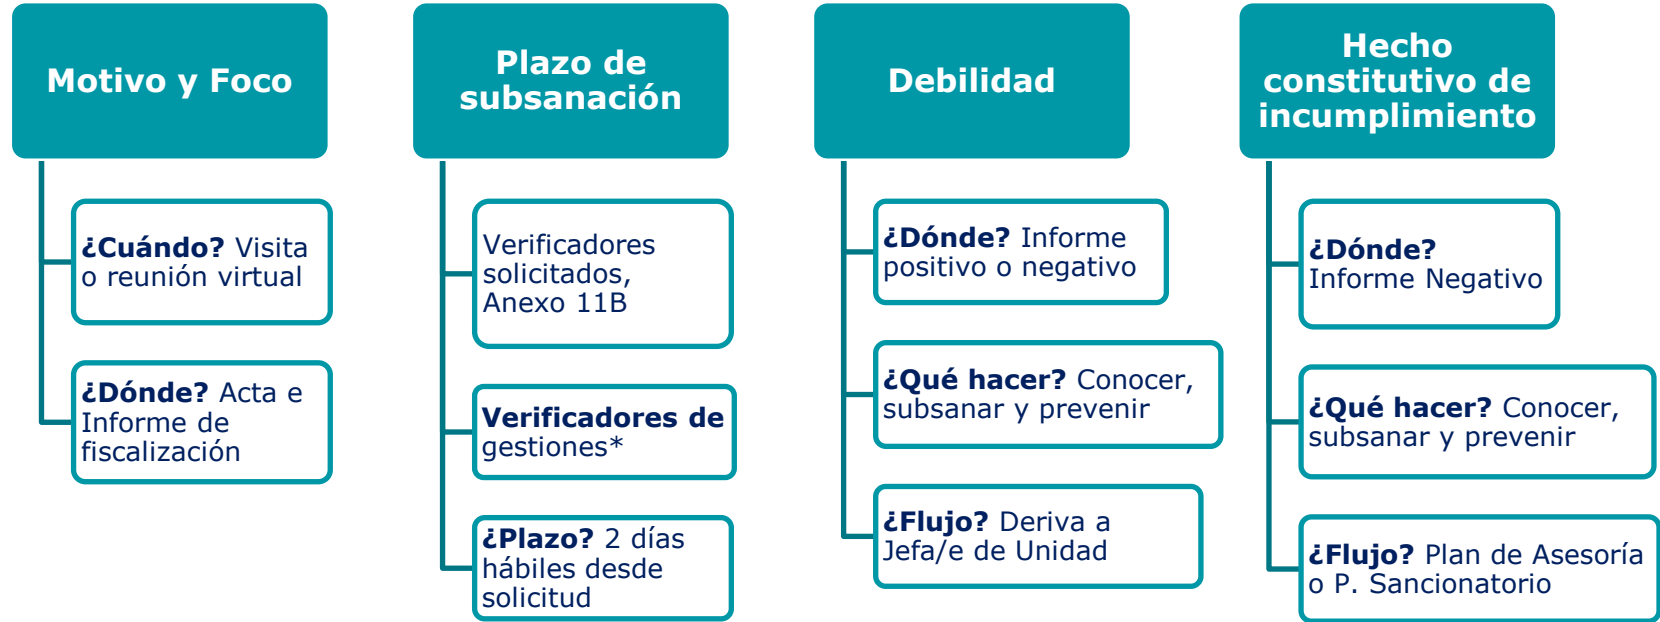 Motivo y Foco
¿Cuándo? Visita
o reunión virtual
¿Dónde? Acta e
Informe de
fiscalización
Plazo de
subsanación
Verificadores
solicitados,
Anexo 11B
Verificadores de
gestiones*
¿Plazo? 2 días
hábiles desde
solicitud
Debilidad
¿Dónde? Informe
positivo o negativo
¿Qué hacer? Conocer,
subsanar y prevenir
¿Flujo? Deriva a
Jefa/e de Unidad
Hecho
constitutivo de
incumplimiento
¿Dónde?
Informe Negativo
¿Qué hacer? Conocer,
subsanar y prevenir
¿Flujo? Plan de Asesoría
o P. Sancionatorio